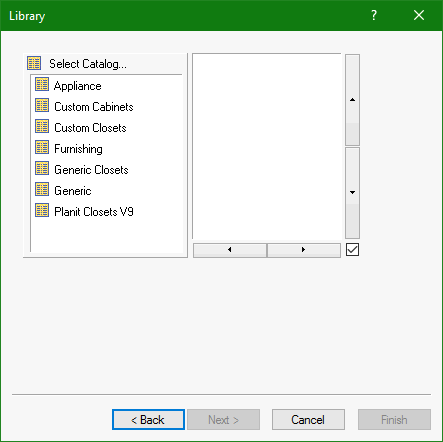 Library
?
Select Catalog...
Appliance
Custom Cabinets
Custom Closets
Furnishing
Generic Closets
Generic
Planit Closets V9
< Back
Next >
Cancel
Finish